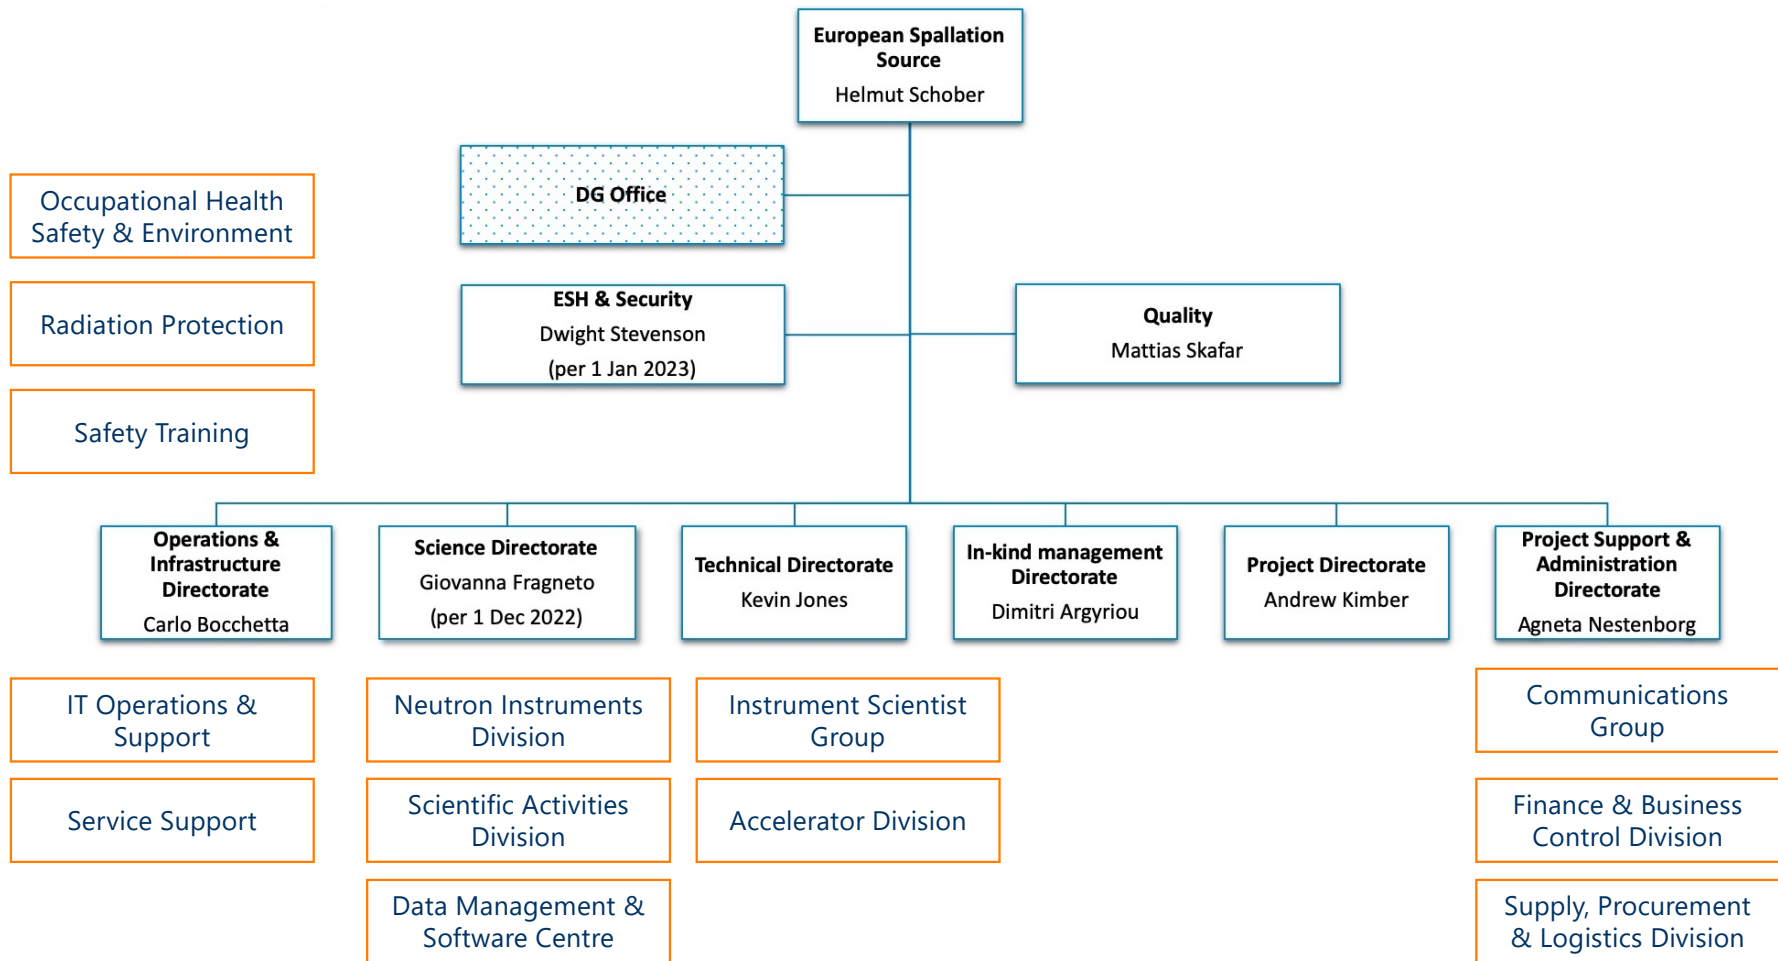 European Spallation
Source
Helmut Schober
DG Office
Occupational Health
Safety & Environment
Radiation Protection
Safety Training
ESH & Security
Dwight Stevenson
(per 1 Jan 2023)
Quality
Mattias Skafar
Operations &
Infrastructure
Directorate
Carlo Bocchetta
Science Directorate
Giovanna Fragneto
(per 1 Dec 2022)
Technical Directorate
Kevin Jones
In-kind management
Directorate
Dimitri Argyriou
Project Directorate
Andrew Kimber
Project Support &
Administration
Directorate
Agneta Nestenborg
IT Operations &
Support
Service Support
Neutron Instruments
Division
Scientific Activities
Division
Data Management &
Software Centre
Instrument Scientist
Group
Accelerator Division
Communications
Group
Finance & Business
Control Division
Supply, Procurement
& Logistics Division